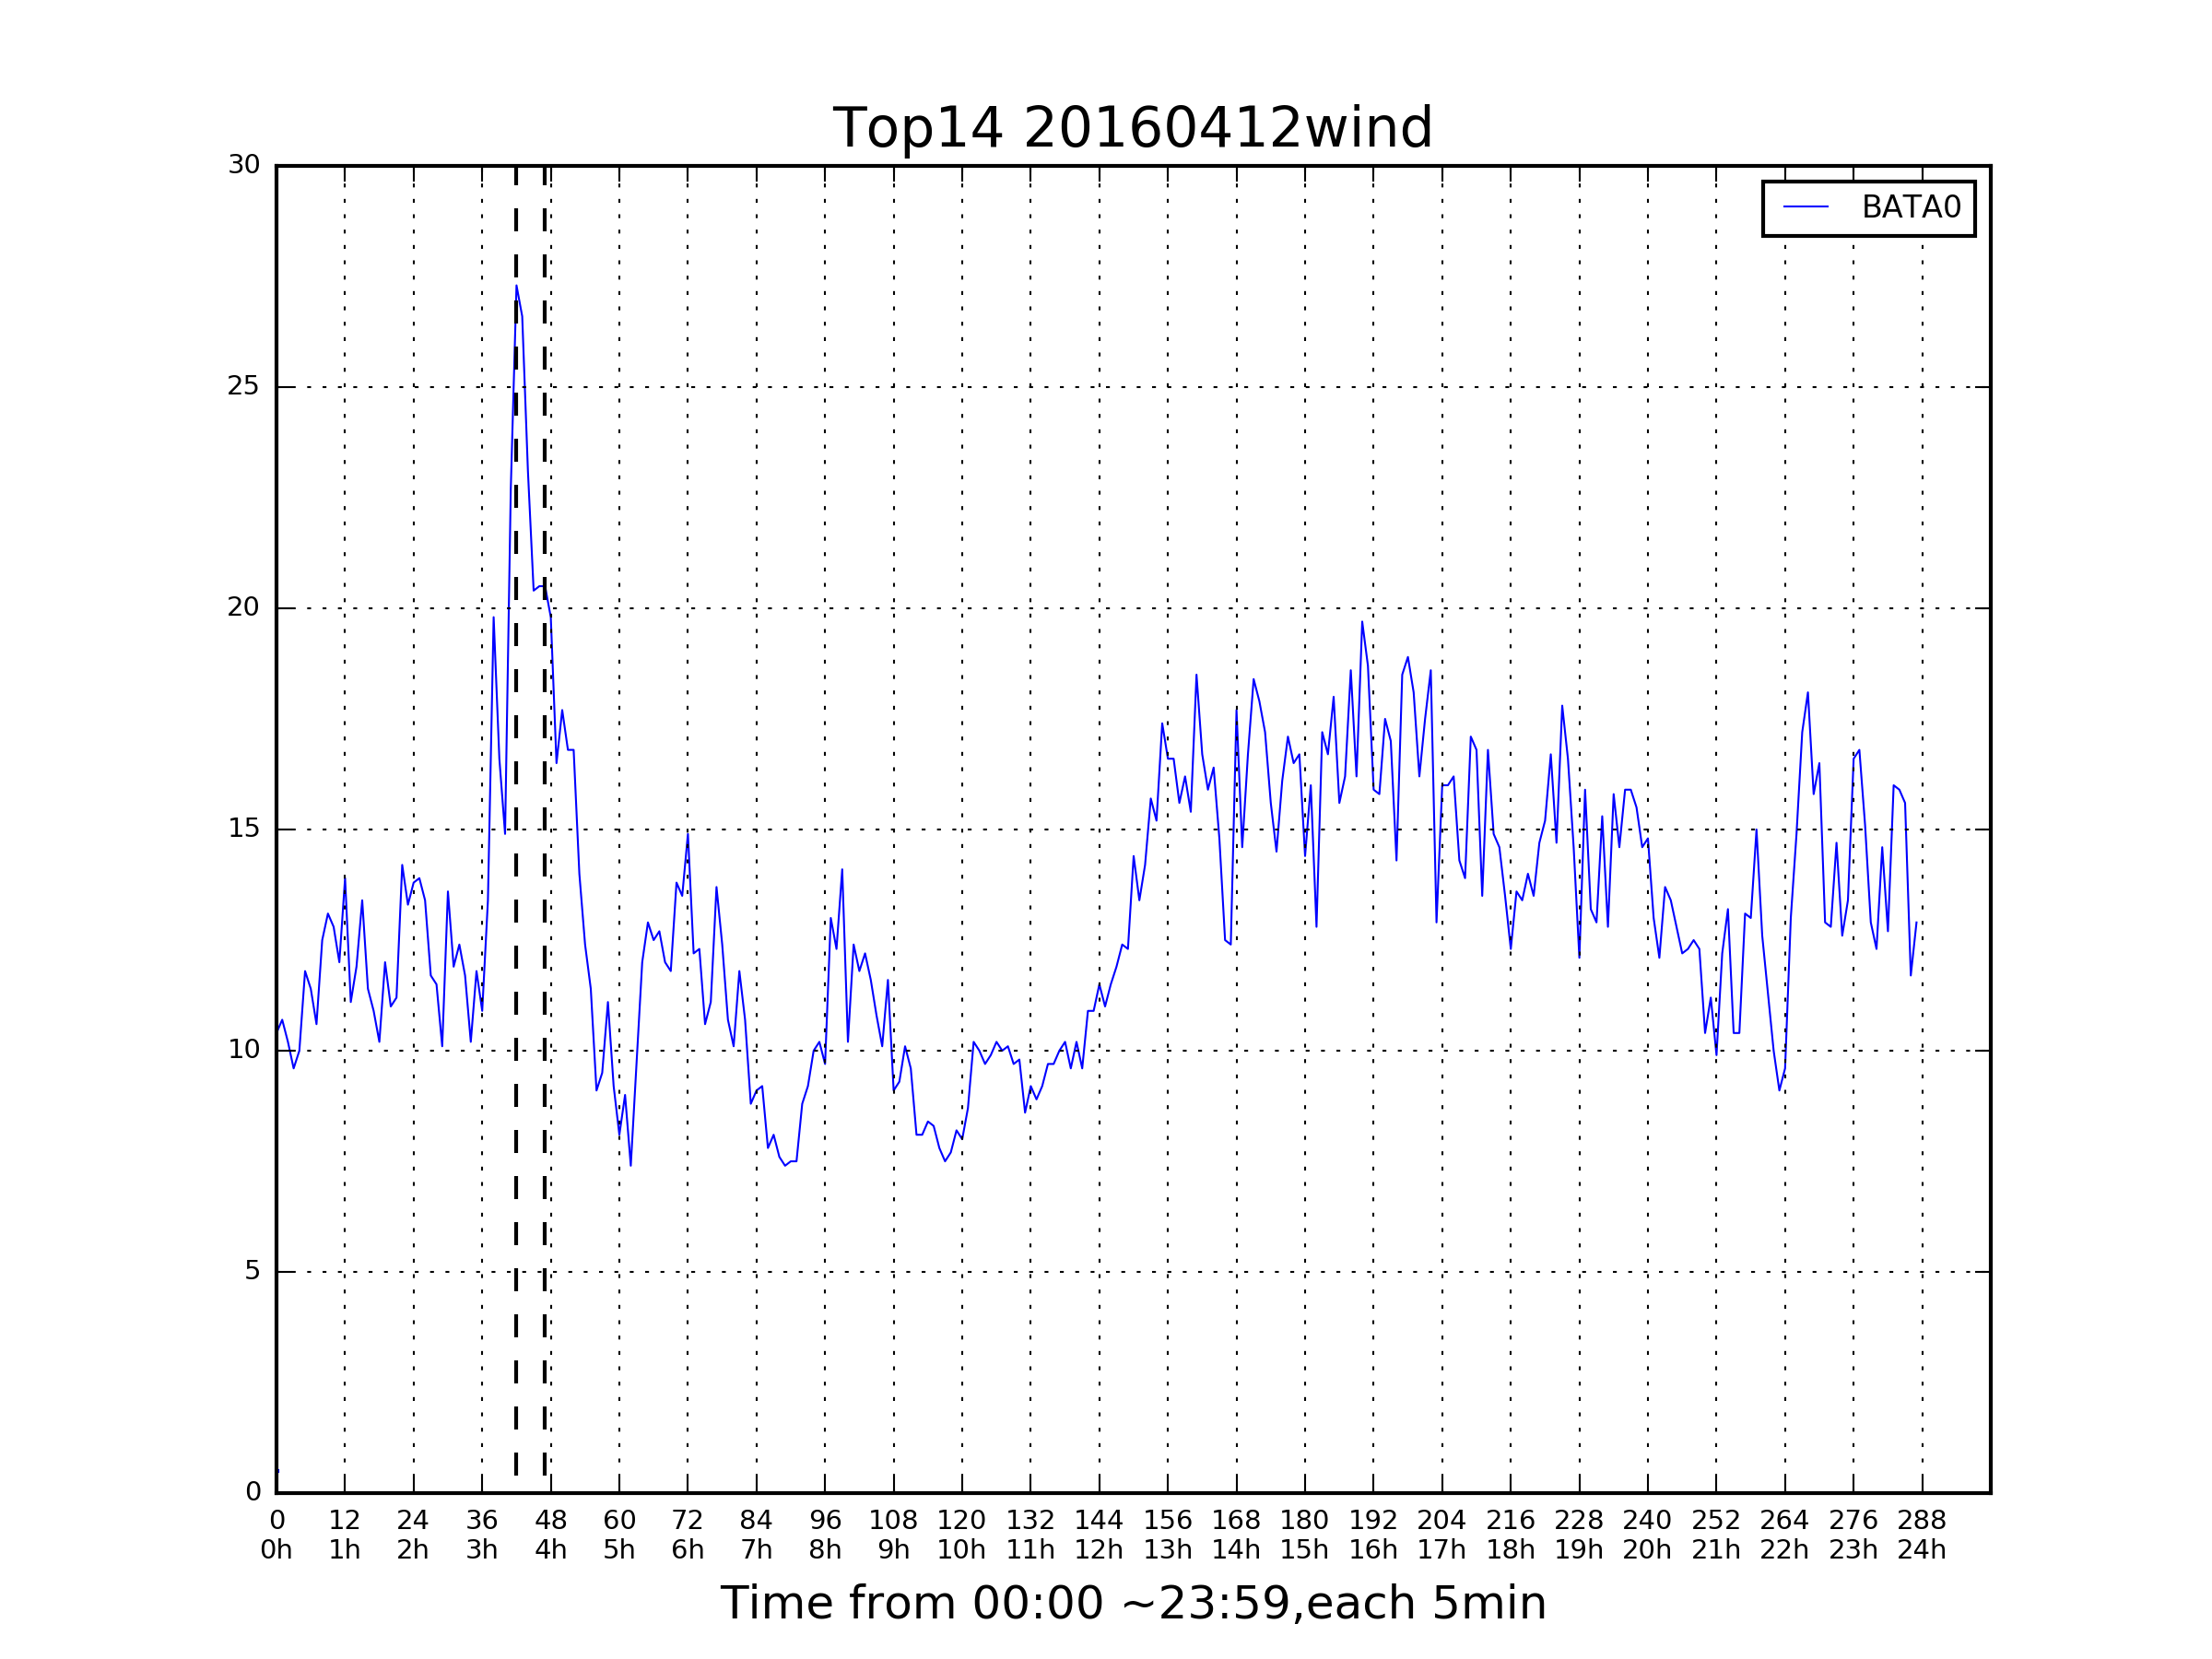 Top14 20160412wind
BATA0
30
25
20
15
10
5
0
0 12 24 36 48 60 72 84 96 108 120 132 144 156 168 180 192 204 216 228 240 252 264 276 288
0h 1h 2h 3h 4h 5h 6h 7h 8h 9h 10h 11h 12h 13h 14h 15h 16h 17h 18h 19h 20h 21h 22h 23h 24h
Time from 00:00 ~23:59,each 5min